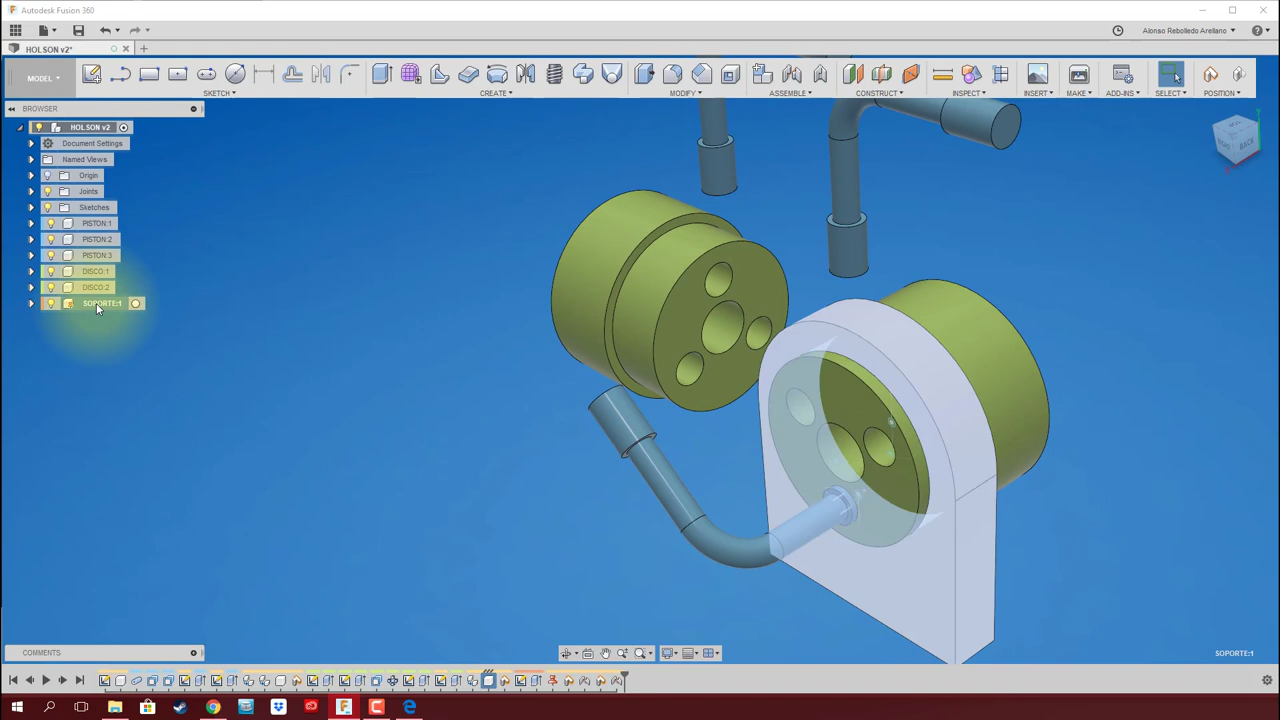 Autodesk Fusion 360
Alonso Rebolledo Arellano
HOLSON v2*
MODEL
SKETCH
CREATE
MODIFY
ASSEMBLE
CONSTRUCT
INSPECT
INSERT
MAKE
ADD-INS
SELECT
POSITION
BROWSER
HOLSON v2
Document Settings
Named Views
Origin
Joints
Sketches
PISTON:1
PISTON:2
PISTON:3
DISCO:1
DISCO:2
SOPORTE:1
BACK
COMMENTS
SOPORTE:1